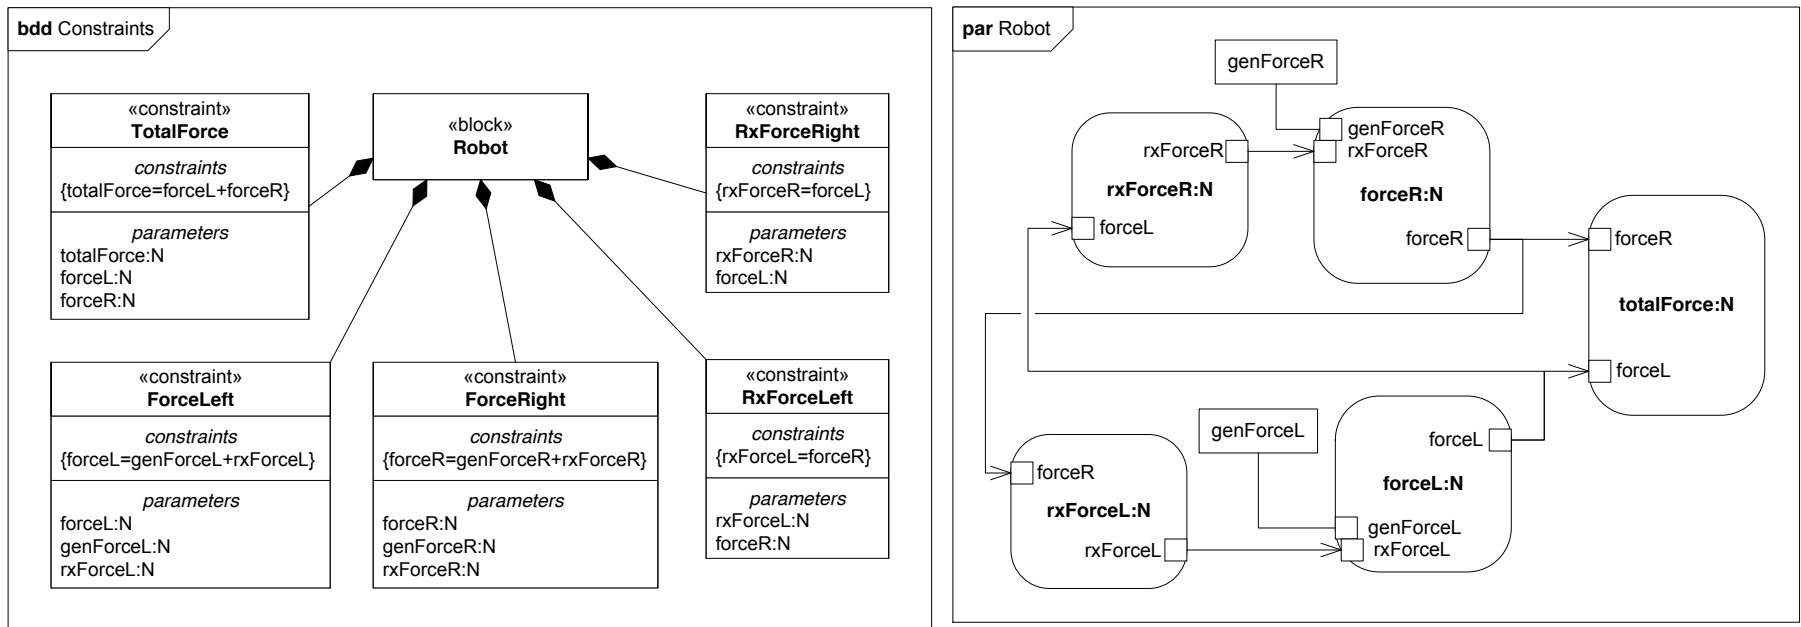 bdd Constraints
«constraint»
TotalForce
constraints
{totalForce=forceL+forceR}
parameters
totalForce:N
forceL:N
forceR:N
«block»
Robot
«constraint»
RxForceRight
constraints
{rxForceR=forceL}
parameters
rxForceR:N
forceL:N
«constraint»
ForceLeft
constraints
{forceL=genForceL+rxForceL}
parameters
forceL:N
genForceL:N
rxForceL:N
«constraint»
ForceRight
constraints
{forceR=genForceR+rxForceR}
parameters
forceR:N
genForceR:N
rxForceR:N
«constraint»
RxForceLeft
constraints
{rxForceL=forceR}
parameters
rxForceL:N
forceR:N
par Robot
genForceR
rxForceR
rxForceR:N
forceL
genForceR
rxForceR
forceR:N
forceR
forceR
totalForce:N
forceL
genForceL
forceR
rxForceL:N
rxForceL
forceL
forceL:N
genForceL
rxForceL